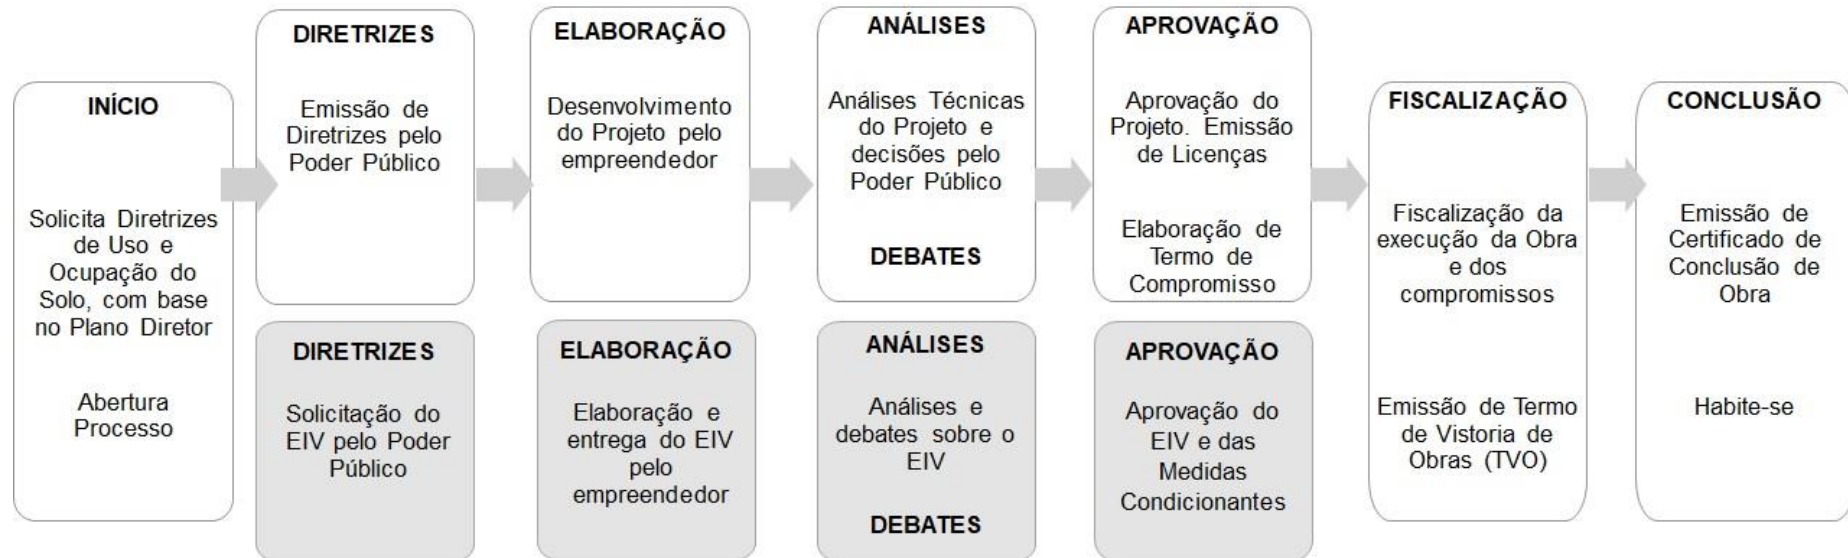 INÍCIO
Solicita Diretrizes
de Uso e
Ocupação do
Solo, com base
no Plano Diretor
Abertura
Processo
DIRETRIZES
Emissão de
Diretrizes pelo
Poder Público
DIRETRIZES
Solicitação do
EIV pelo Poder
Público
ELABORAÇÃO
Desenvolvimento
do Projeto pelo
empreendedor
ELABORAÇÃO
Elaboração e
entrega do EIV
pelo
empreendedor
ANÁLISES
Análises Técnicas
do Projeto e
decisões pelo
Poder Público
DEBATES
ANÁLISES
Análises e
debates sobre o
EIV
DEBATES
APROVAÇÃO
Aprovação do
Projeto. Emissão
de Licenças
Elaboração de
Termo de
Compromisso
APROVAÇÃO
Aprovação do
EIV e das
Medidas
Condicionantes
FISCALIZAÇÃO
Fiscalização da
execução da Obra
e dos
compromissos
Emissão de Termo
de Vistoria de
Obras (TVO)
CONCLUSÃO
Emissão de
Certificado de
Conclusão de
Obra
Habite-se